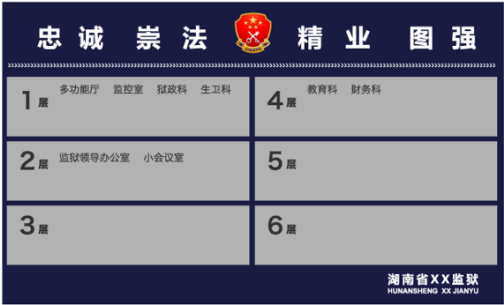 忠诚 崇法 精业 图强
1层 多功能厅 监控室 狱政科 生卫科
2层 监狱领导办公室 小会议室
3层
4层 教育科 财务科
5层
6层
湖南省XX监狱
HUNANSHENG XX JIANYU